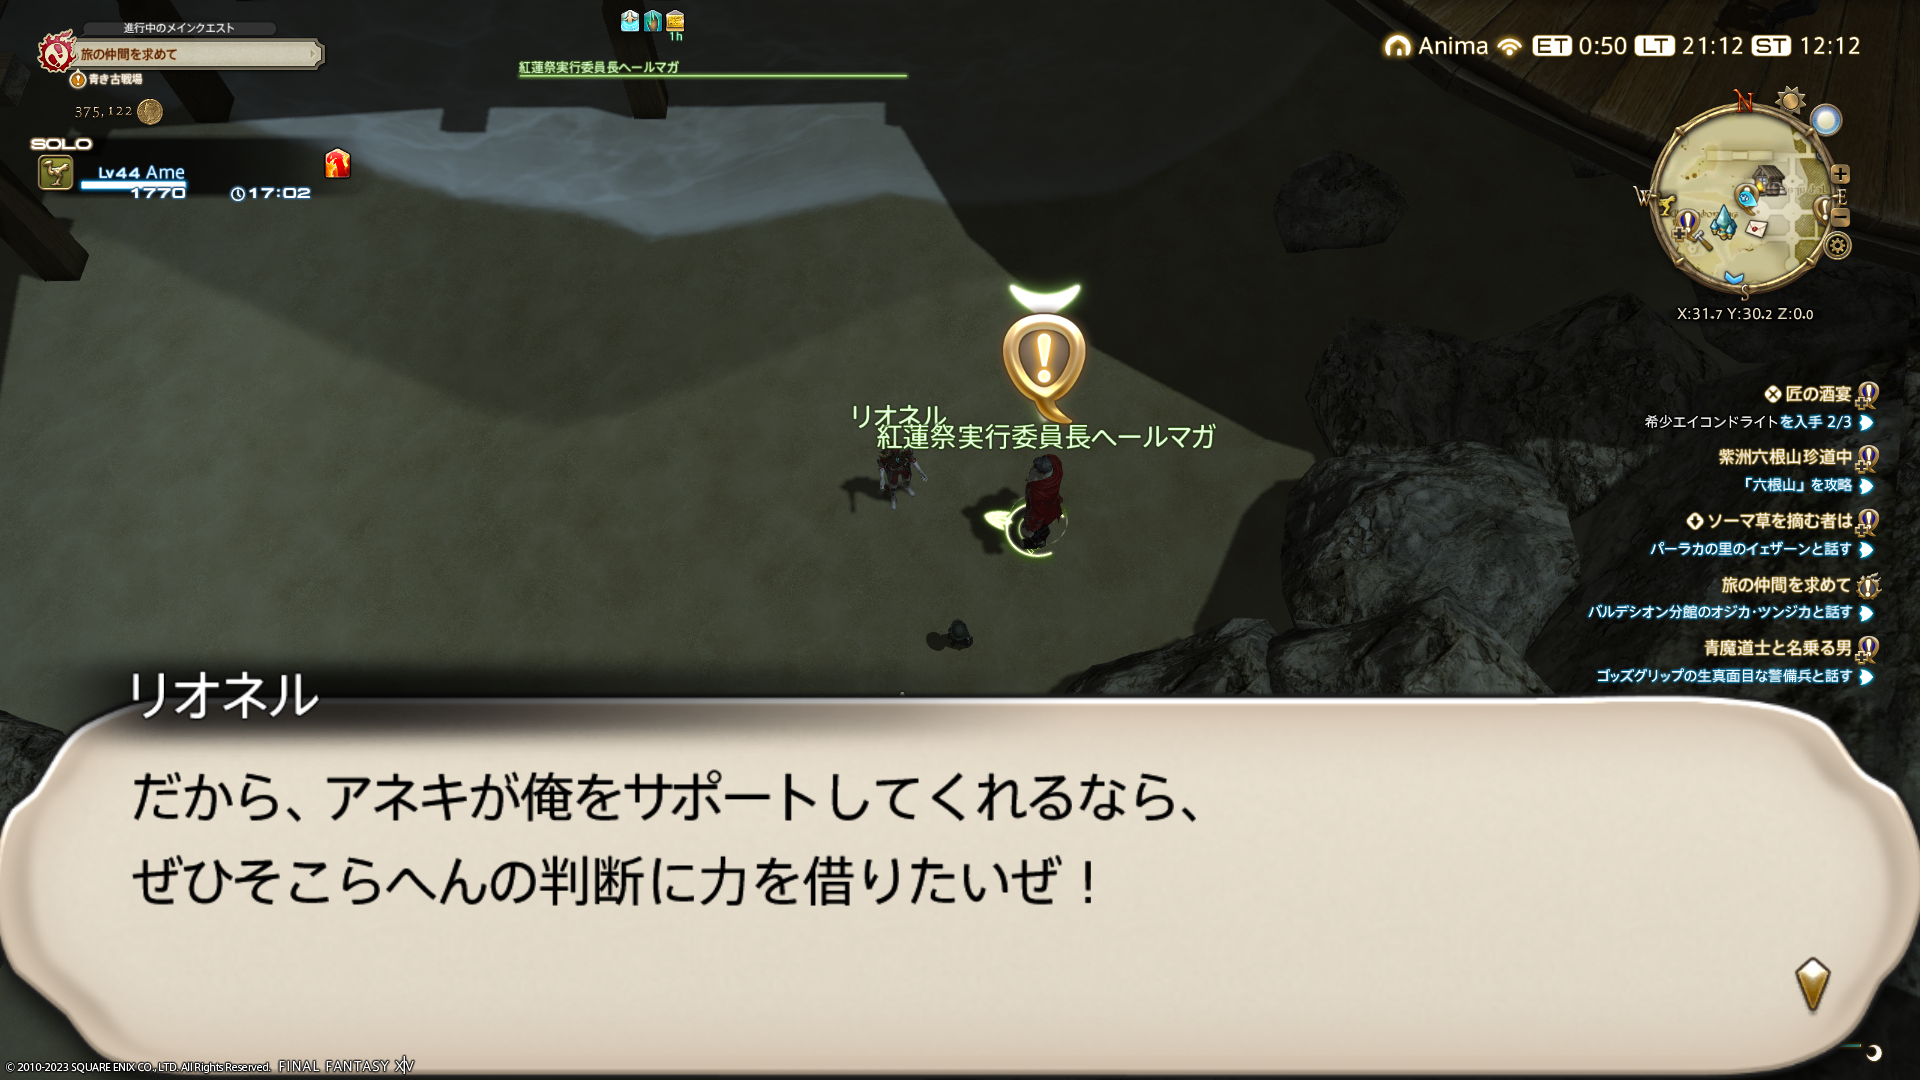 進行中のメインクエスト
旅の仲間を求めて
青き古戦場
375,122
SOLO
Lv44 Ame
1770
17:02
1h
紅蓮祭実行委員長ヘールマガ
Anima ET 0:50 LT 21:12 ST 12:12
N
W
E
S
X:31.7 Y:30.2 Z:0.0
匠の酒宴
希少エイコンドライトを入手 2/3
紫洲六根山珍道中
「六根山」を攻略
ソーマ草を摘む者は
パーラカの里のイェザーンと話す
旅の仲間を求めて
バルデシオン分館のオジカ・ツンジカと話す
青魔道士と名乗る男
ゴッズグリップの生真面目な警備兵と話す
リオネル
紅蓮祭実行委員長ヘールマガ
リオネル
だから、アネキが俺をサポートしてくれるなら、
ぜひそこらへんの判断に力を借りたいぜ！
© 2010-2023 SQUARE ENIX CO., LTD. All Rights Reserved. FINAL FANTASY XIV